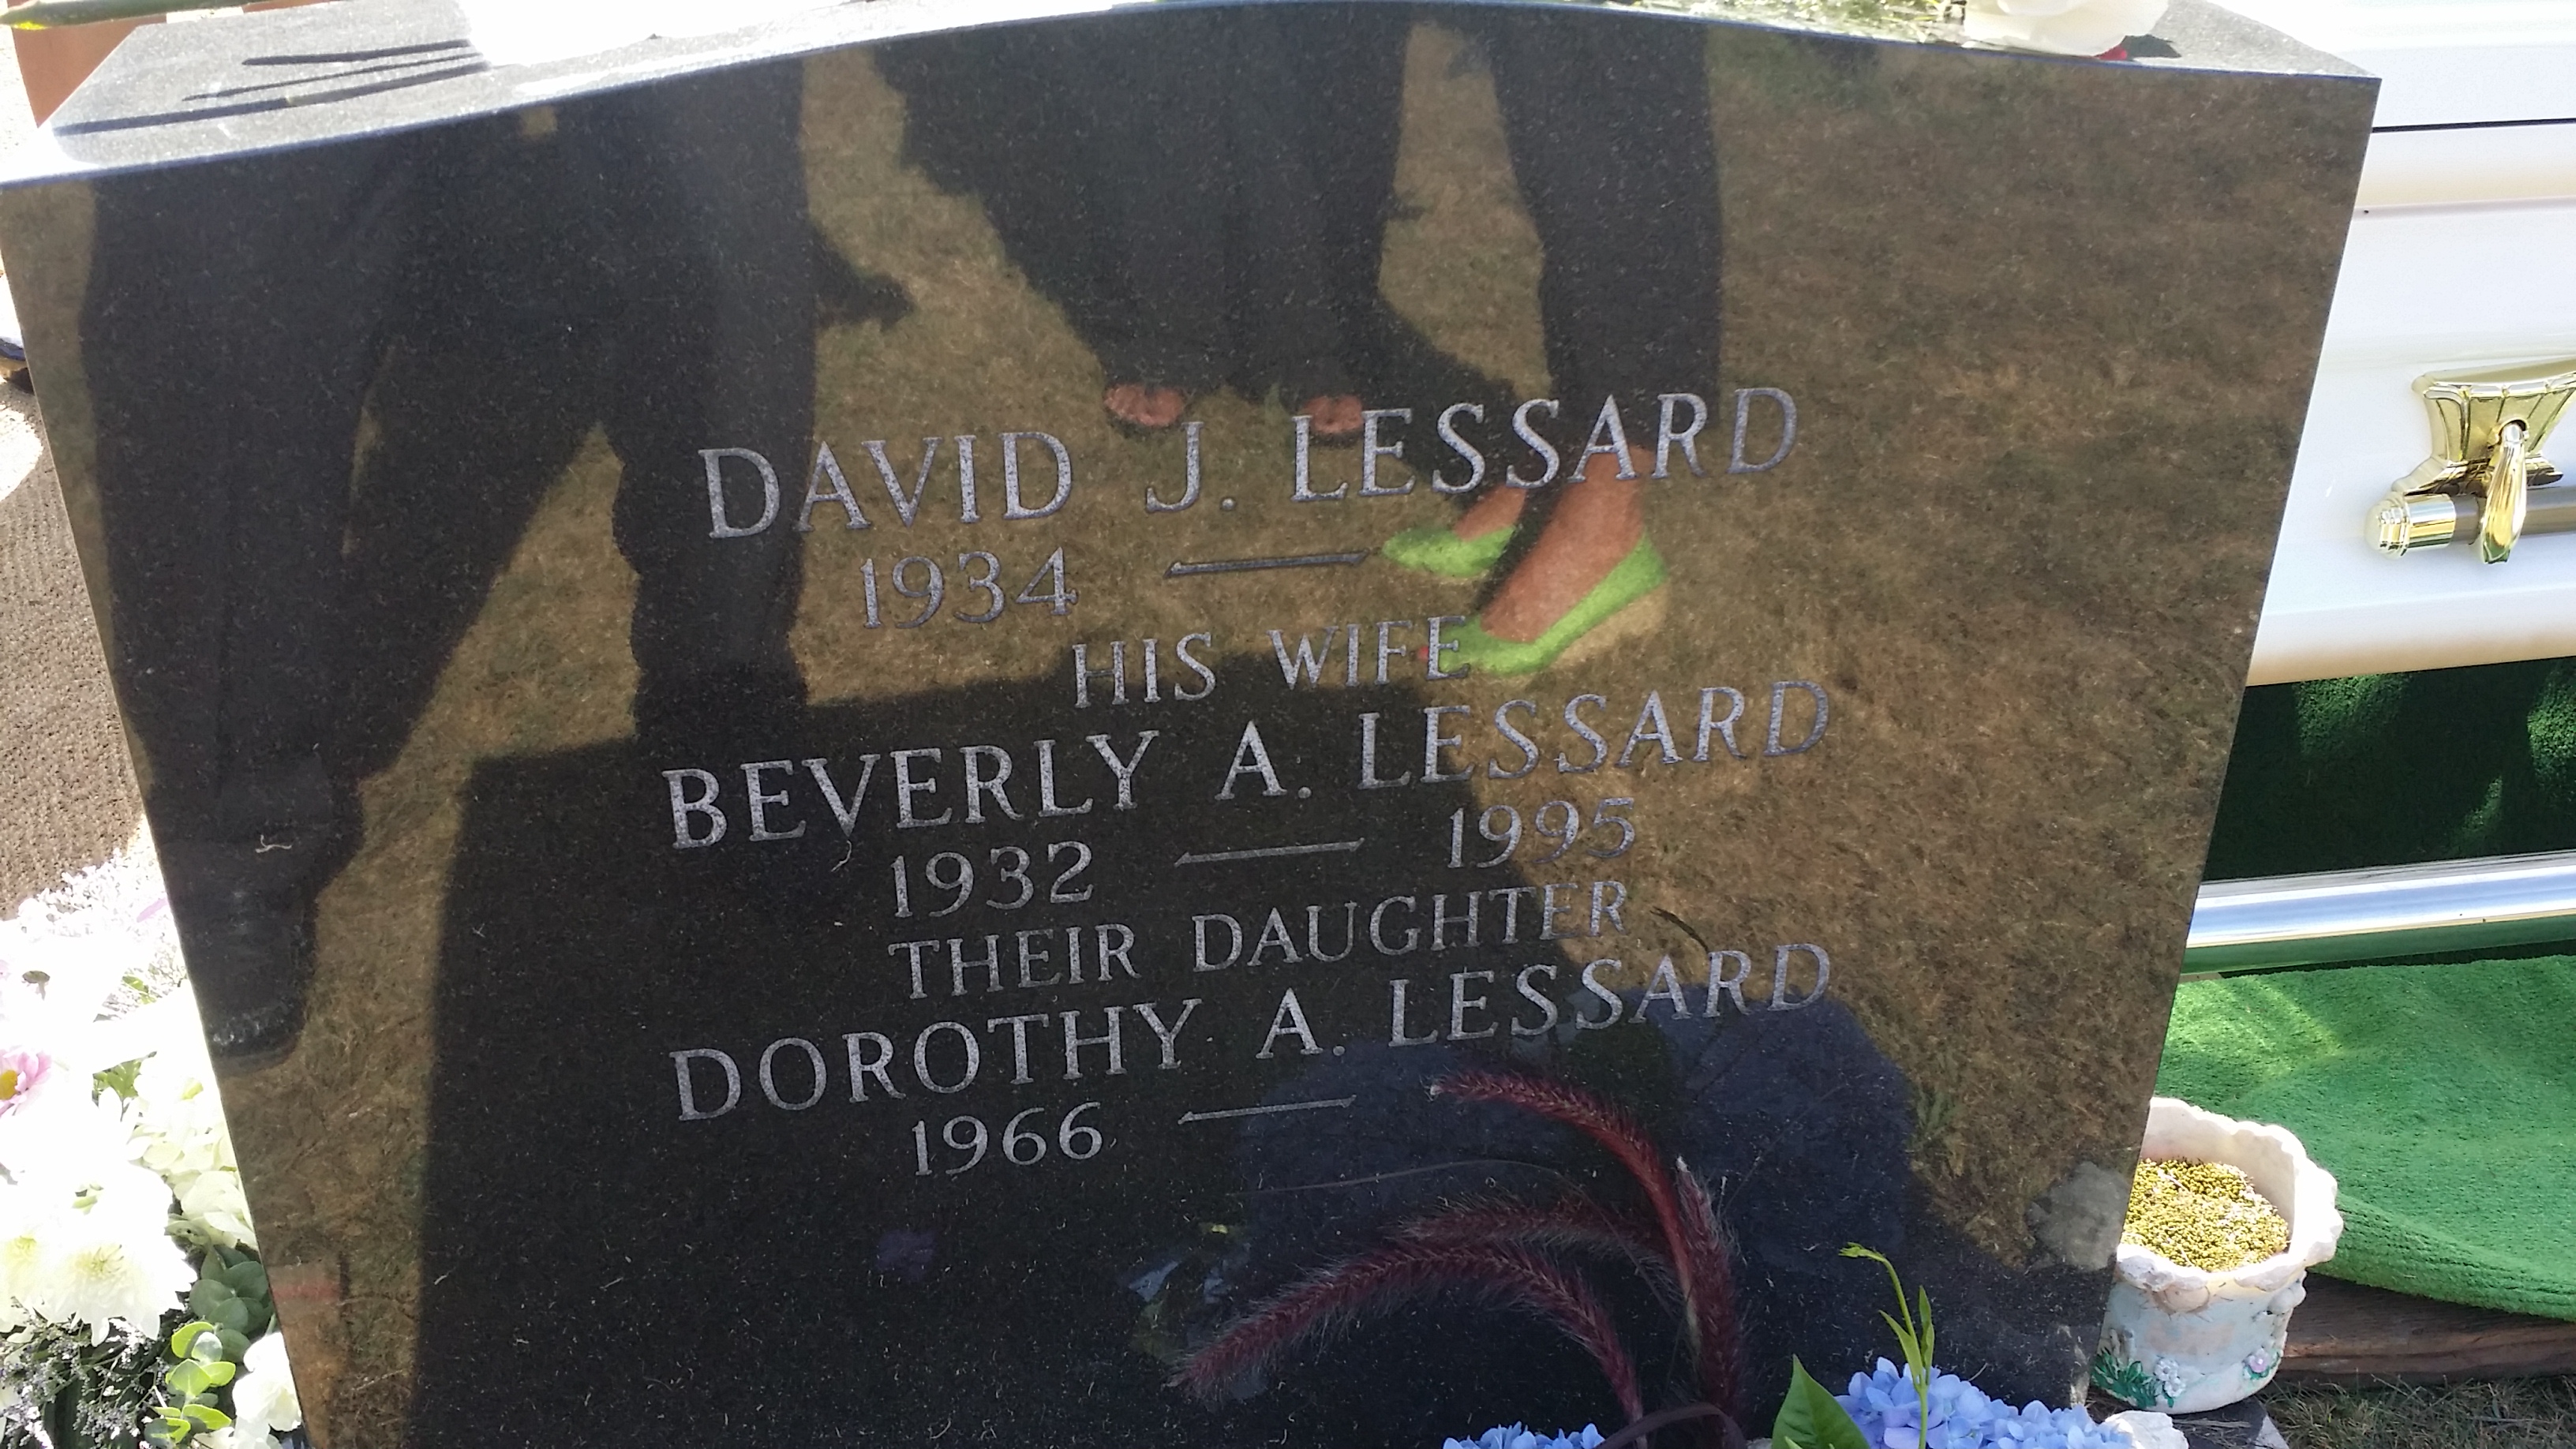 DAVID J. LESSARD
1934 —
HIS WIFE
BEVERLY A. LESSARD
1932 — 1995
THEIR DAUGHTER
DOROTHY A. LESSARD
1966 —